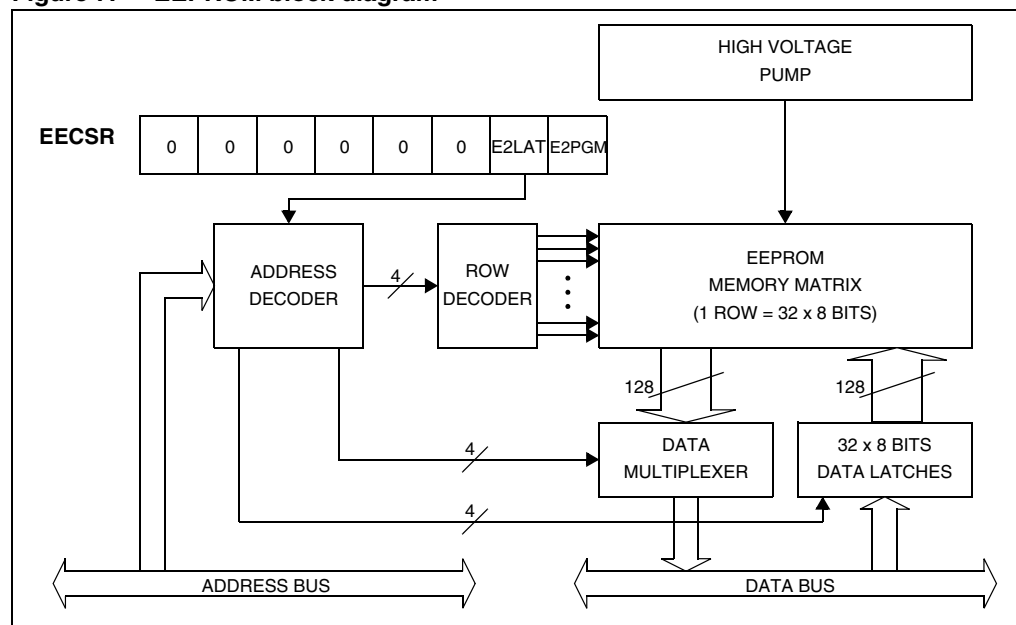 HIGH VOLTAGE
PUMP
EECSR
0 0 0 0 0 0 E2LAT E2PGM
ADDRESS
DECODER
4
ROW
DECODER
EEPROM
MEMORY MATRIX
(1 ROW = 32 x 8 BITS)
128
128
4
DATA
MULTIPLEXER
32 x 8 BITS
DATA LATCHES
4
ADDRESS BUS
DATA BUS